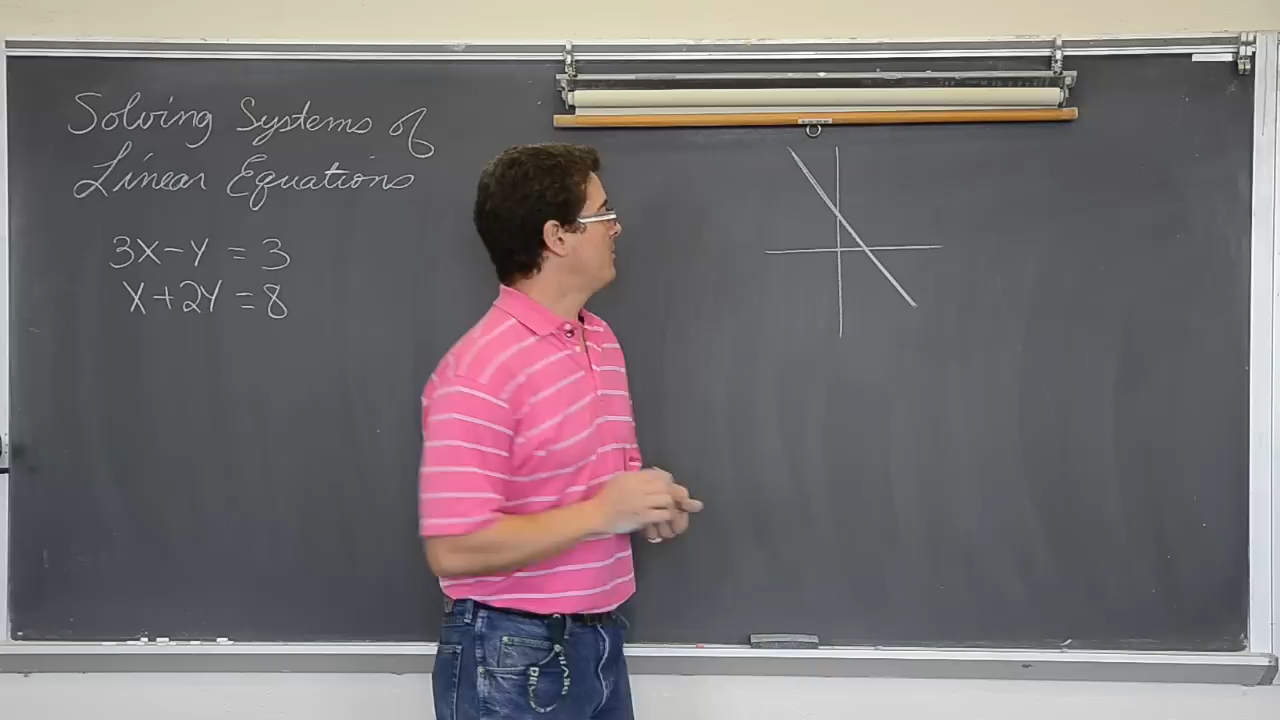 Solving Systems of
Linear Equations
3X-Y = 3
X+2Y = 8